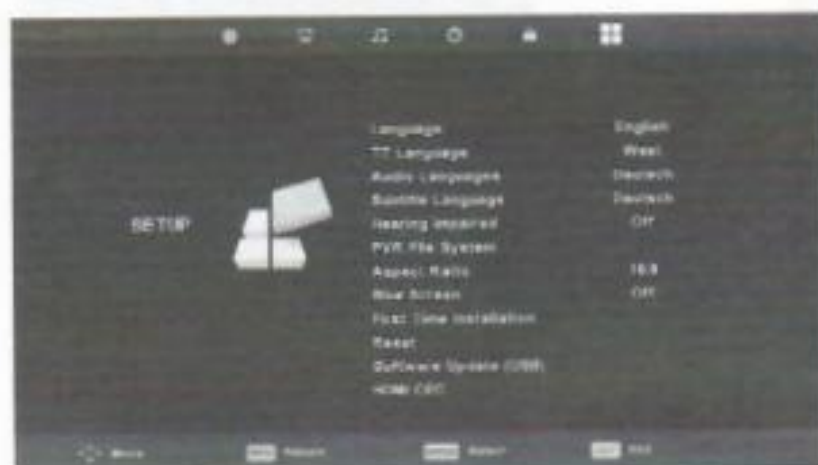 SETUP
Language English
TT Language West
Audio Languages Deutsch
Subtitle Language Deutsch
Hearing Impaired Off
PVR File System
Aspect Ratio 16:9
Blue Screen Off
First Time Installation
Reset
Software Update (USB)
HDMI CEC
Move Return Select Exit